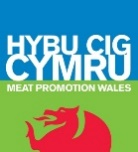 HYBU CIG
CYMRU
MEAT PROMOTION WALES